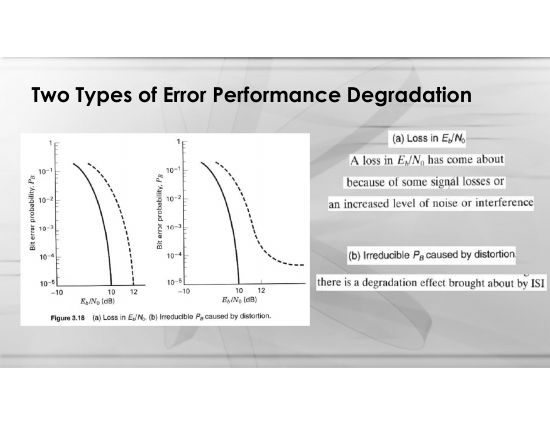 Two Types of Error Performance Degradation
1
10⁻¹
10⁻²
10⁻³
10⁻⁴
10⁻⁵
Bit error probability, P_B
-10
10
12
E_b/N_0 (dB)
1
10⁻¹
10⁻²
10⁻³
10⁻⁴
10⁻⁵
Bit error probability, P_B
-10
10
12
E_b/N_0 (dB)
Figure 3.18 (a) Loss in E_b/N_0. (b) Irreducible P_B caused by distortion.
(a) Loss in E_b/N_0
A loss in E_b/N_0 has come about
because of some signal losses or
an increased level of noise or interference
(b) Irreducible P_B caused by distortion
there is a degradation effect brought about by ISI